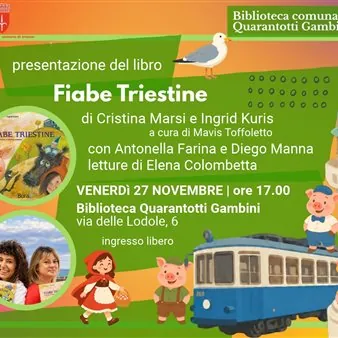 Biblioteca comuna
Quarantotti Gambini
presentazione del libro
Fiabe Triestine
di Cristina Marsi e Ingrid Kuris
a cura di Mavis Toffoletto
con Antonella Farina e Diego Manna
letture di Elena Colombetta
VENERDÌ 27 NOVEMBRE | ore 17.00
Biblioteca Quarantotti Gambini
via delle Lodole, 6
ingresso libero
ABE TRIESTINE